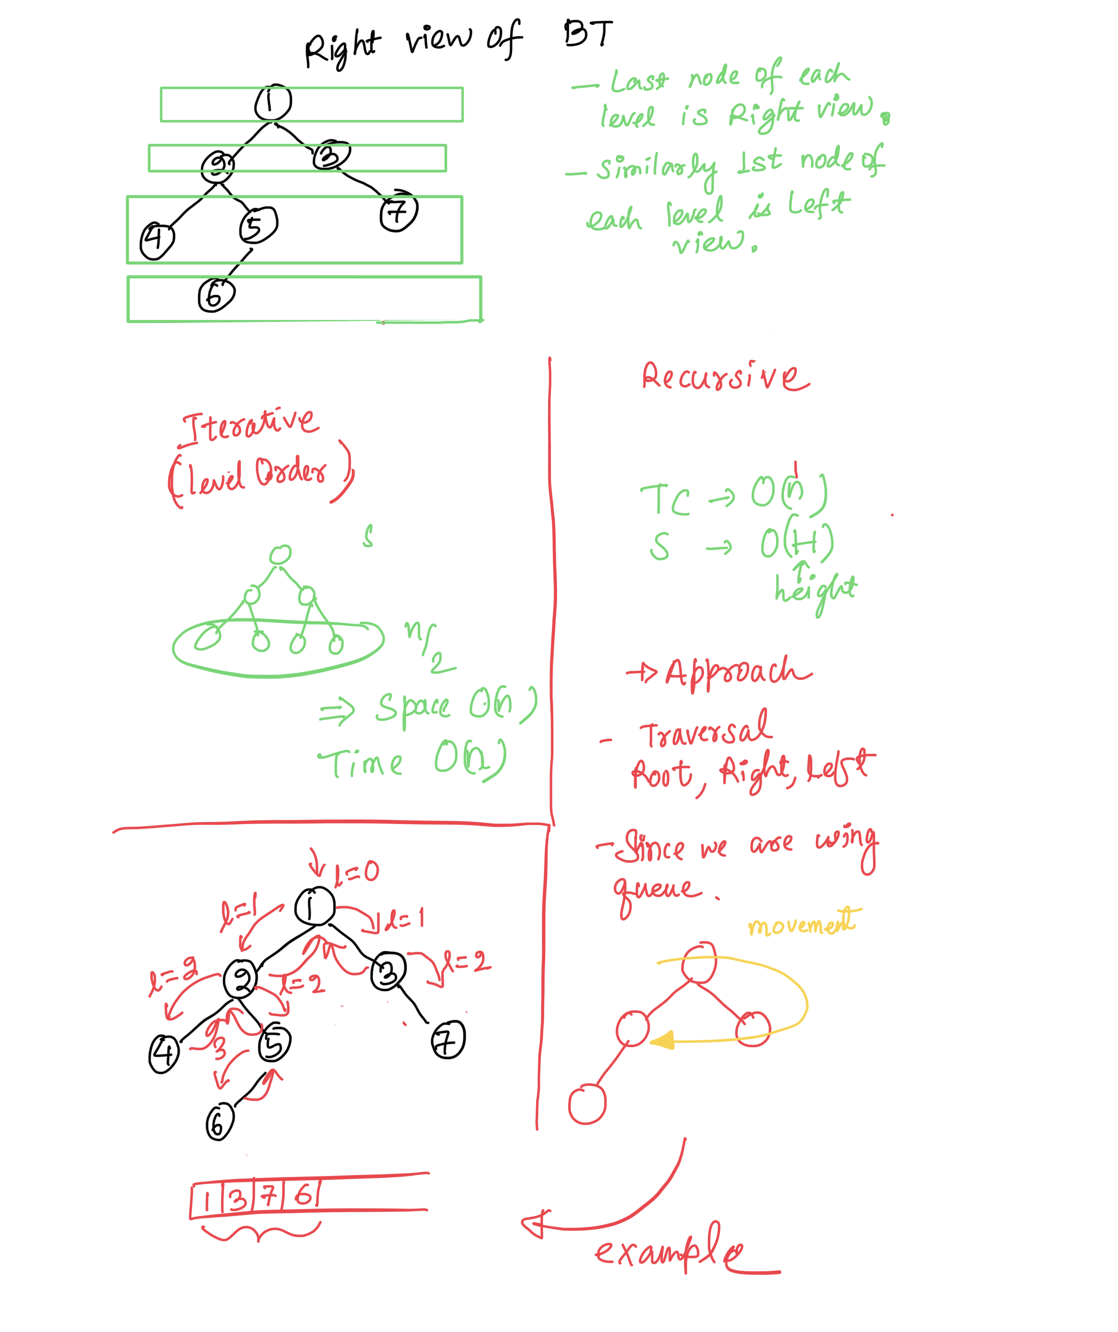 Right view of BT
1
2 3
4 5 7
6
- Last node of each
level is Right view.
- Similarly 1st node of
each level is Left
view.
Iterative
(level Order)
S
n/2
⇒ Space O(n)
Time O(n)
Recursive
TC → O(n)
S → O(H)
↑
height
→ Approach
- Traversal
Root, Right, Left
- Since we are using
queue.
movement
l=0
1
l=1 l=1
2 3
l=2 l=2 l=2
4 3 5 7
6
1 3 7 6
example